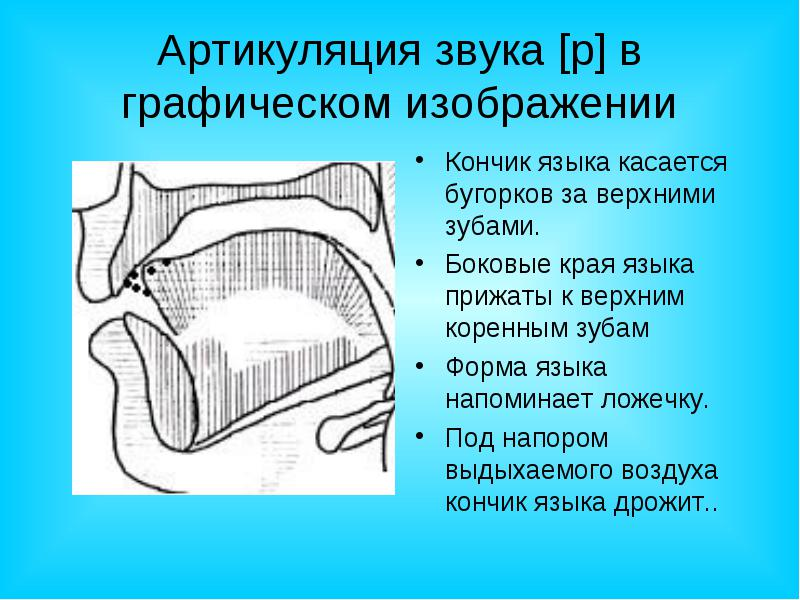 Артикуляция звука [р] в
графическом изображении
• Кончик языка касается
бугорков за верхними
зубами.
• Боковые края языка
прижаты к верхним
коренным зубам
• Форма языка
напоминает ложечку.
• Под напором
выдыхаемого воздуха
кончик языка дрожит..